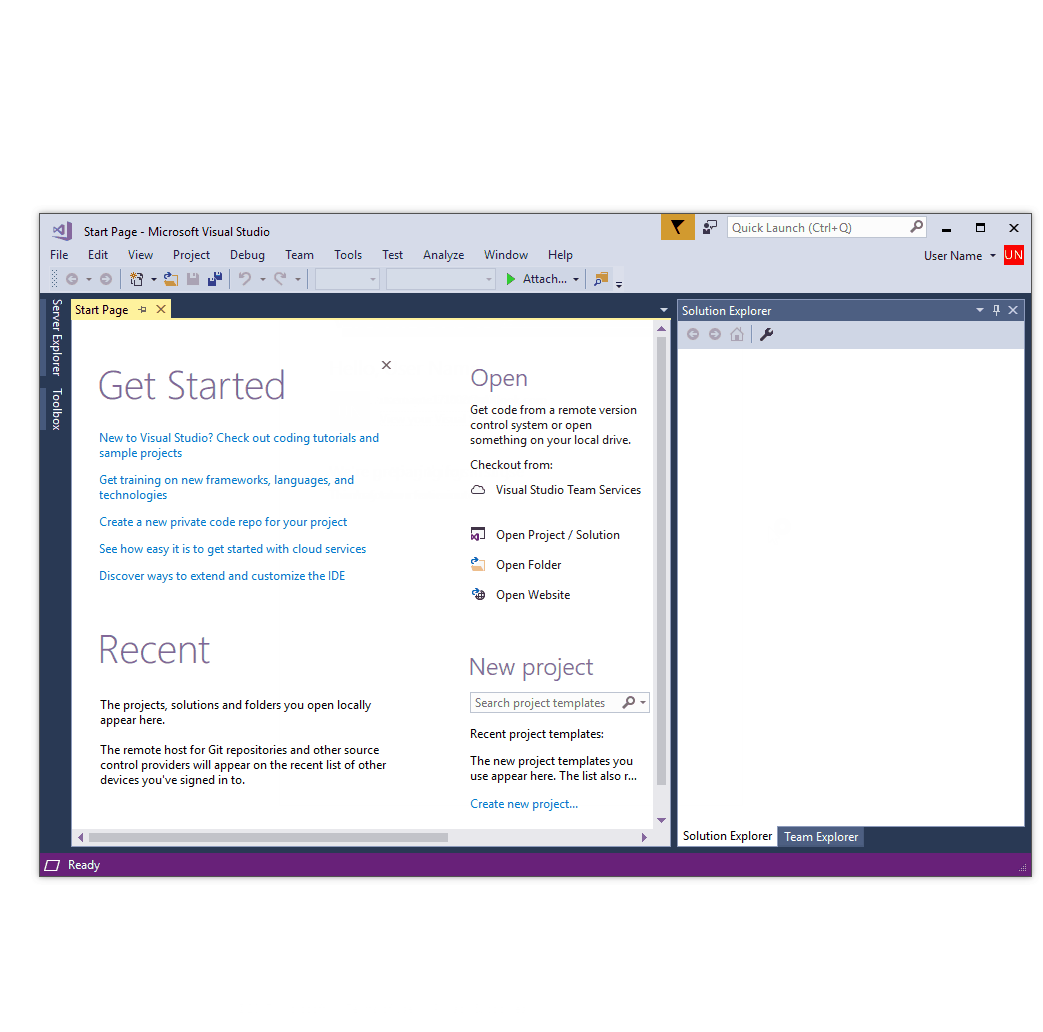 Start Page - Microsoft Visual Studio
Quick Launch (Ctrl+Q)
File Edit View Project Debug Team Tools Test Analyze Window Help
User Name UN
Attach...
Server Explorer
Toolbox
Start Page
Get Started
New to Visual Studio? Check out coding tutorials and
sample projects
Get training on new frameworks, languages, and
technologies
Create a new private code repo for your project
See how easy it is to get started with cloud services
Discover ways to extend and customize the IDE
Recent
The projects, solutions and folders you open locally
appear here.
The remote host for Git repositories and other source
control providers will appear on the recent list of other
devices you've signed in to.
Open
Get code from a remote version
control system or open
something on your local drive.
Checkout from:
Visual Studio Team Services
Open Project / Solution
Open Folder
Open Website
New project
Search project templates
Recent project templates:
The new project templates you
use appear here. The list also r...
Create new project...
Solution Explorer
Solution Explorer Team Explorer
Ready